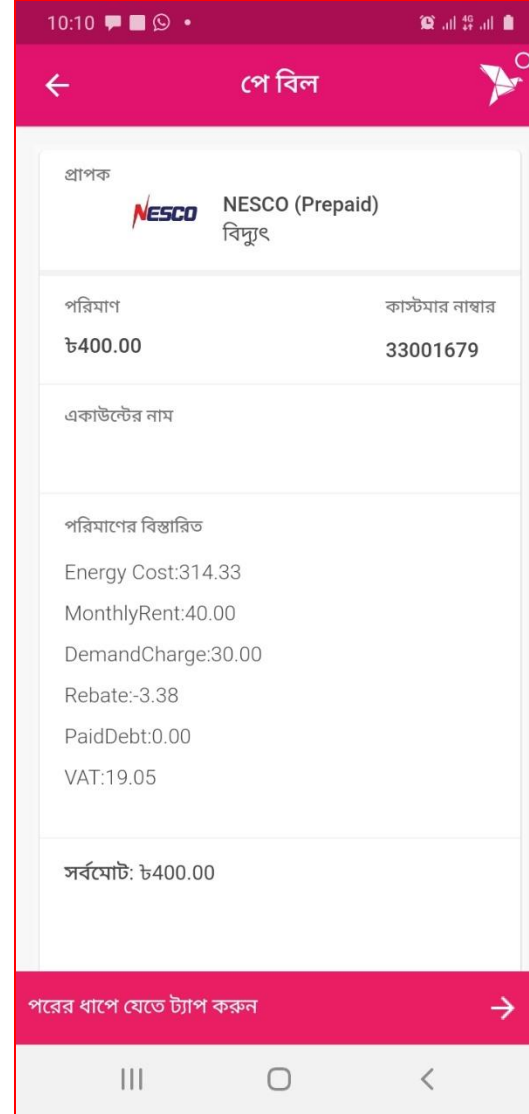 10:10
4G
পে বিল
প্রাপক
NESCO
NESCO (Prepaid)
বিদ্যুৎ
পরিমাণ
কাস্টমার নাম্বার
৳400.00
33001679
একাউন্টের নাম
পরিমাণের বিস্তারিত
Energy Cost:314.33
MonthlyRent:40.00
DemandCharge:30.00
Rebate:-3.38
PaidDebt:0.00
VAT:19.05
সর্বমোট: ৳400.00
পরের ধাপে যেতে ট্যাপ করুন